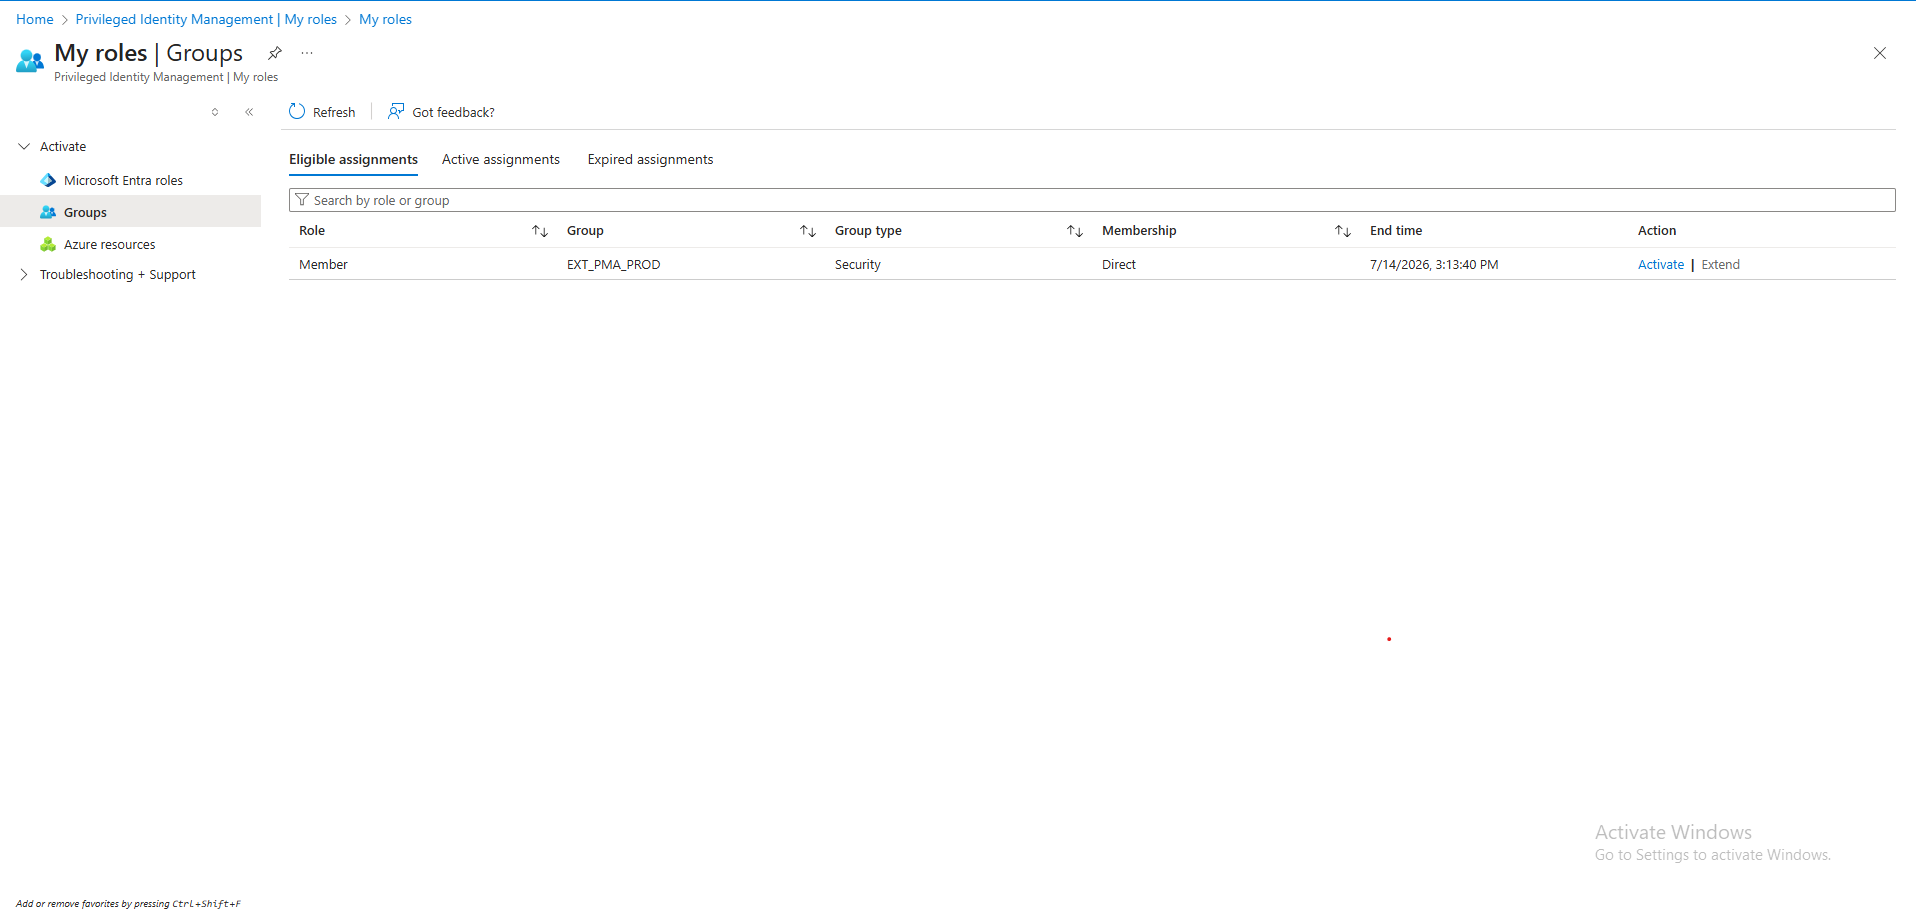 Home > Privileged Identity Management | My roles > My roles
My roles | Groups ...
Privileged Identity Management | My roles
Refresh | Got feedback?
Activate
Microsoft Entra roles
Groups
Azure resources
Troubleshooting + Support
Eligible assignments Active assignments Expired assignments
Search by role or group
Role Group Group type Membership End time Action
Member EXT_PMA_PROD Security Direct 7/14/2026, 3:13:40 PM Activate | Extend
Activate Windows
Go to Settings to activate Windows.
Add or remove favorites by pressing Ctrl+Shift+F